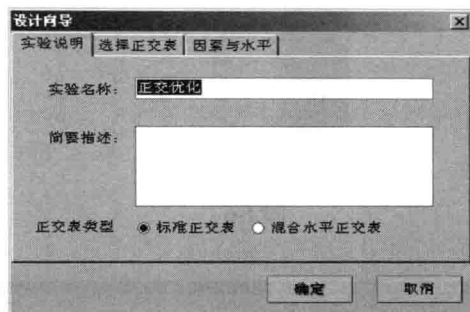 设计向导
实验说明 选择正交表 因素与水平
实验名称: 正交优化
简要描述:
正交表类型 标准正交表 混合水平正交表
确定 取消